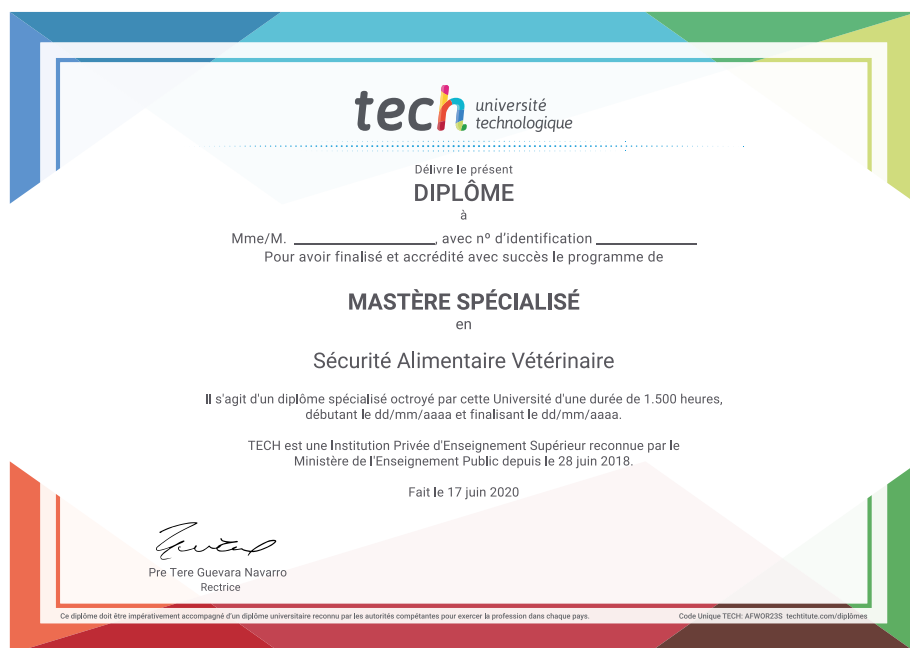 tech université
technologique
Délivre le présent
DIPLÔME
à
Mme/M. ____________, avec nº d'identification ____________
Pour avoir finalisé et accrédité avec succès le programme de
MASTÈRE SPÉCIALISÉ
en
Sécurité Alimentaire Vétérinaire
Il s'agit d'un diplôme spécialisé octroyé par cette Université d'une durée de 1.500 heures,
débutant le dd/mm/aaaa et finalisant le dd/mm/aaaa.
TECH est une Institution Privée d'Enseignement Supérieur reconnue par le
Ministère de l'Enseignement Public depuis le 28 juin 2018.
Fait le 17 juin 2020
Pre Tere Guevara Navarro
Rectrice
Ce diplôme doit être impérativement accompagné d'un diplôme universitaire reconnu par les autorités compétantes pour exercer la profession dans chaque pays.
Code Unique TECH: AFWOR23S techtitute.com/diplômes